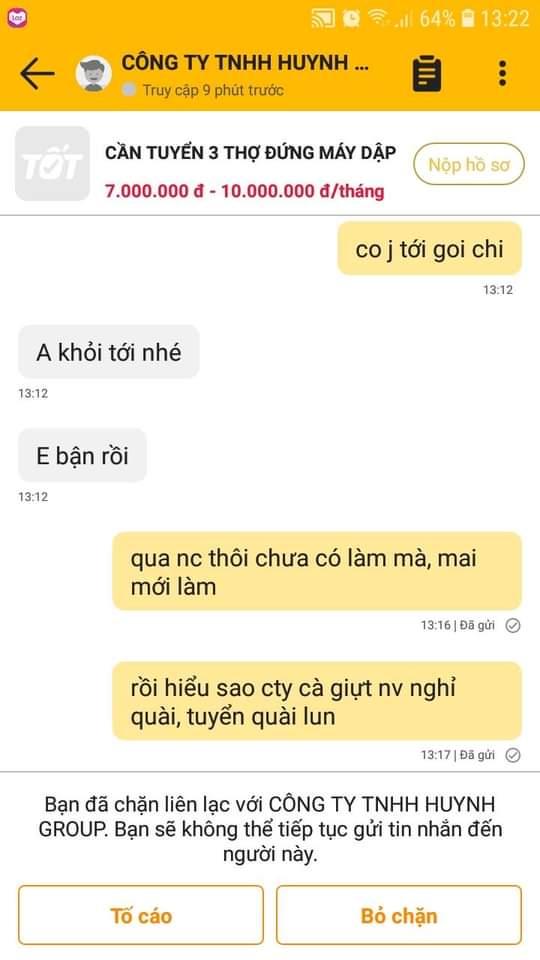 64% 13:22
CÔNG TY TNHH HUYNH ...
Truy cập 9 phút trước
TỐT
CẦN TUYỂN 3 THỢ ĐỨNG MÁY DẬP
7.000.000 đ - 10.000.000 đ/tháng
Nộp hồ sơ
co j tới goi chi
13:12
A khỏi tới nhé
13:12
E bận rồi
13:12
qua nc thôi chưa có làm mà, mai
mới làm
13:16 | Đã gửi
rồi hiểu sao cty cà giựt nv nghỉ
quài, tuyển quài lun
13:17 | Đã gửi
Bạn đã chặn liên lạc với CÔNG TY TNHH HUYNH
GROUP. Bạn sẽ không thể tiếp tục gửi tin nhắn đến
người này.
Tố cáo
Bỏ chặn